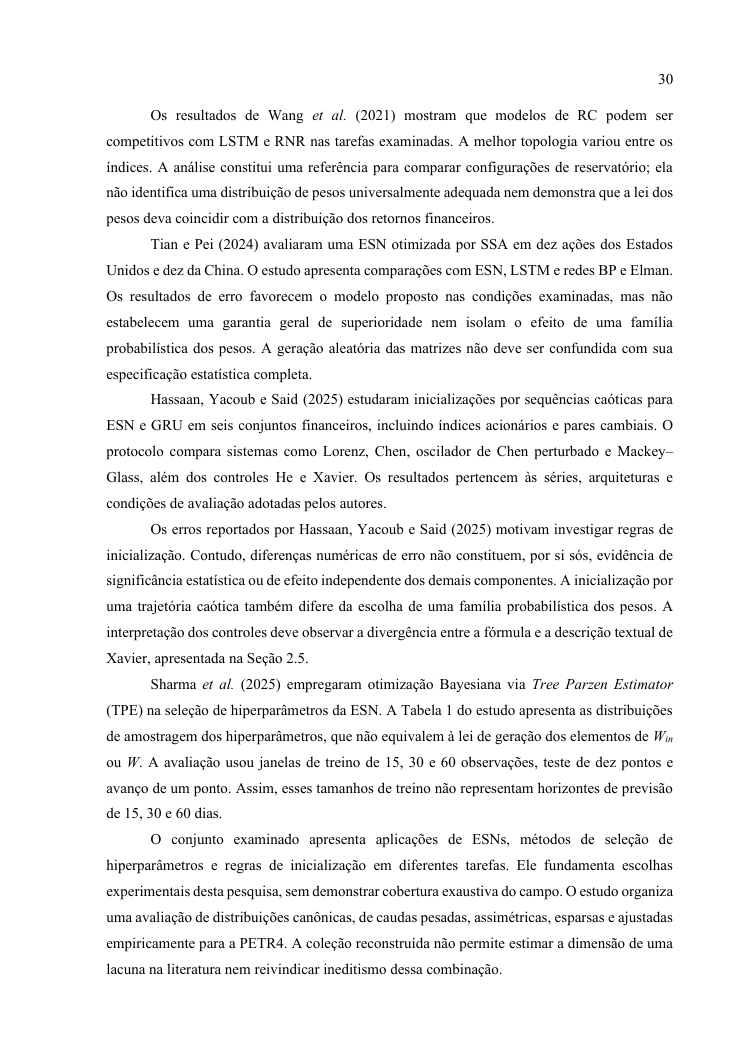 30
Os resultados de Wang et al. (2021) mostram que modelos de RC podem ser
competitivos com LSTM e RNR nas tarefas examinadas. A melhor topologia variou entre os
índices. A análise constitui uma referência para comparar configurações de reservatório; ela
não identifica uma distribuição de pesos universalmente adequada nem demonstra que a lei dos
pesos deva coincidir com a distribuição dos retornos financeiros.
Tian e Pei (2024) avaliaram uma ESN otimizada por SSA em dez ações dos Estados
Unidos e dez da China. O estudo apresenta comparações com ESN, LSTM e redes BP e Elman.
Os resultados de erro favorecem o modelo proposto nas condições examinadas, mas não
estabelecem uma garantia geral de superioridade nem isolam o efeito de uma família
probabilística dos pesos. A geração aleatória das matrizes não deve ser confundida com sua
especificação estatística completa.
Hassaan, Yacoub e Said (2025) estudaram inicializações por sequências caóticas para
ESN e GRU em seis conjuntos financeiros, incluindo índices acionários e pares cambiais. O
protocolo compara sistemas como Lorenz, Chen, oscilador de Chen perturbado e Mackey–
Glass, além dos controles He e Xavier. Os resultados pertencem às séries, arquiteturas e
condições de avaliação adotadas pelos autores.
Os erros reportados por Hassaan, Yacoub e Said (2025) motivam investigar regras de
inicialização. Contudo, diferenças numéricas de erro não constituem, por si sós, evidência de
significância estatística ou de efeito independente dos demais componentes. A inicialização por
uma trajetória caótica também difere da escolha de uma família probabilística dos pesos. A
interpretação dos controles deve observar a divergência entre a fórmula e a descrição textual de
Xavier, apresentada na Seção 2.5.
Sharma et al. (2025) empregaram otimização Bayesiana via Tree Parzen Estimator
(TPE) na seleção de hiperparâmetros da ESN. A Tabela 1 do estudo apresenta as distribuições
de amostragem dos hiperparâmetros, que não equivalem à lei de geração dos elementos de Win
ou W. A avaliação usou janelas de treino de 15, 30 e 60 observações, teste de dez pontos e
avanço de um ponto. Assim, esses tamanhos de treino não representam horizontes de previsão
de 15, 30 e 60 dias.
O conjunto examinado apresenta aplicações de ESNs, métodos de seleção de
hiperparâmetros e regras de inicialização em diferentes tarefas. Ele fundamenta escolhas
experimentais desta pesquisa, sem demonstrar cobertura exaustiva do campo. O estudo organiza
uma avaliação de distribuições canônicas, de caudas pesadas, assimétricas, esparsas e ajustadas
empiricamente para a PETR4. A coleção reconstruída não permite estimar a dimensão de uma
lacuna na literatura nem reivindicar ineditismo dessa combinação.